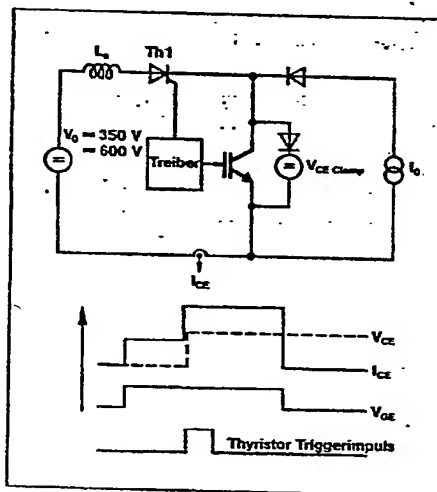 Ls Th1
V0 = 350 V
= 600 V
Treiber
VCE Clamp
I0
ICE
VCE
ICE
VGE
Thyristor Triggerimpuls